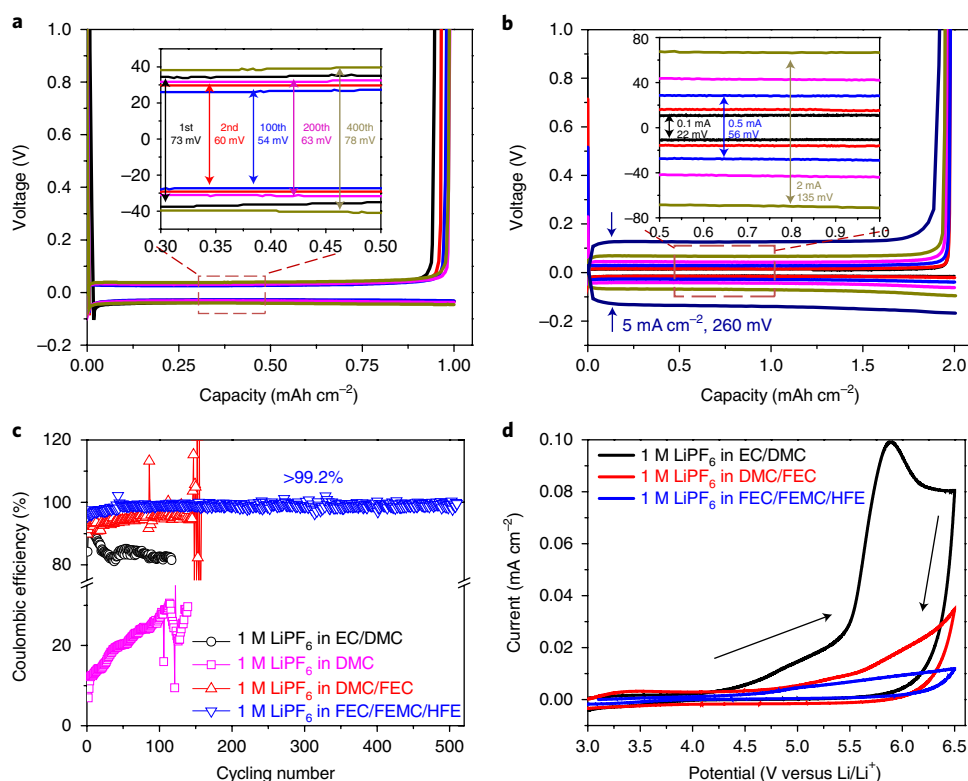 a
Voltage (V)
1.0
0.8
0.6
0.4
0.2
0.0
−0.2
0.00
0.25
0.50
0.75
1.00
Capacity (mAh cm⁻²)
40
20
0
−20
−40
0.30
0.35
0.40
0.45
0.50
1st
73 mV
2nd
60 mV
100th
54 mV
200th
63 mV
400th
78 mV
b
Voltage (V)
1.0
0.8
0.6
0.4
0.2
0.0
−0.2
0.0
0.5
1.0
1.5
2.0
Capacity (mAh cm⁻²)
80
40
0
−40
−80
0.5
0.6
0.7
0.8
0.9
1.0
0.1 mA
22 mV
0.5 mA
56 mV
2 mA
135 mV
5 mA cm⁻², 260 mV
c
Coulombic efficiency (%)
120
100
80
20
0
0
100
200
300
400
500
Cycling number
>99.2%
1 M LiPF₆ in EC/DMC
1 M LiPF₆ in DMC
1 M LiPF₆ in DMC/FEC
1 M LiPF₆ in FEC/FEMC/HFE
d
Current (mA cm⁻²)
0.10
0.08
0.06
0.04
0.02
0.00
3.0
3.5
4.0
4.5
5.0
5.5
6.0
6.5
Potential (V versus Li/Li⁺)
1 M LiPF₆ in EC/DMC
1 M LiPF₆ in DMC/FEC
1 M LiPF₆ in FEC/FEMC/HFE